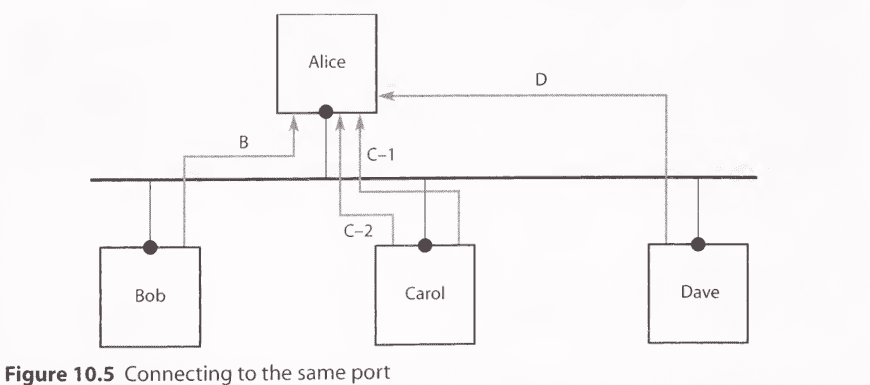 Alice
D
B
C–1
C–2
Bob
Carol
Dave
Figure 10.5 Connecting to the same port